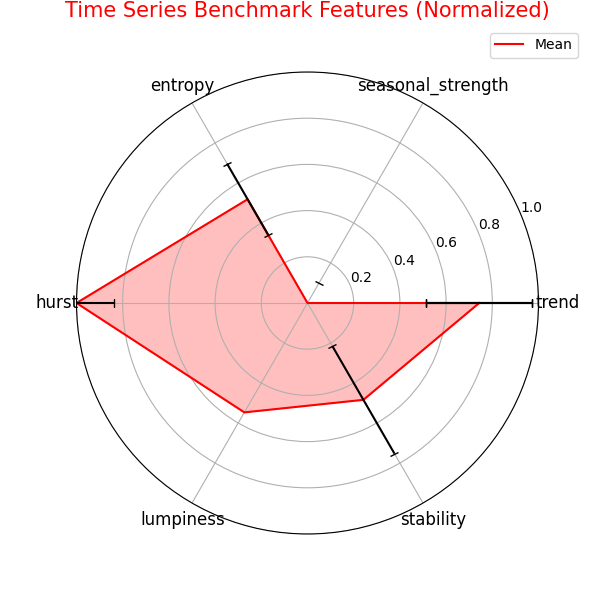 Time Series Benchmark Features (Normalized)
Mean
entropy
seasonal_strength
1.0
0.8
0.6
0.4
0.2
hurst
trend
lumpiness
stability